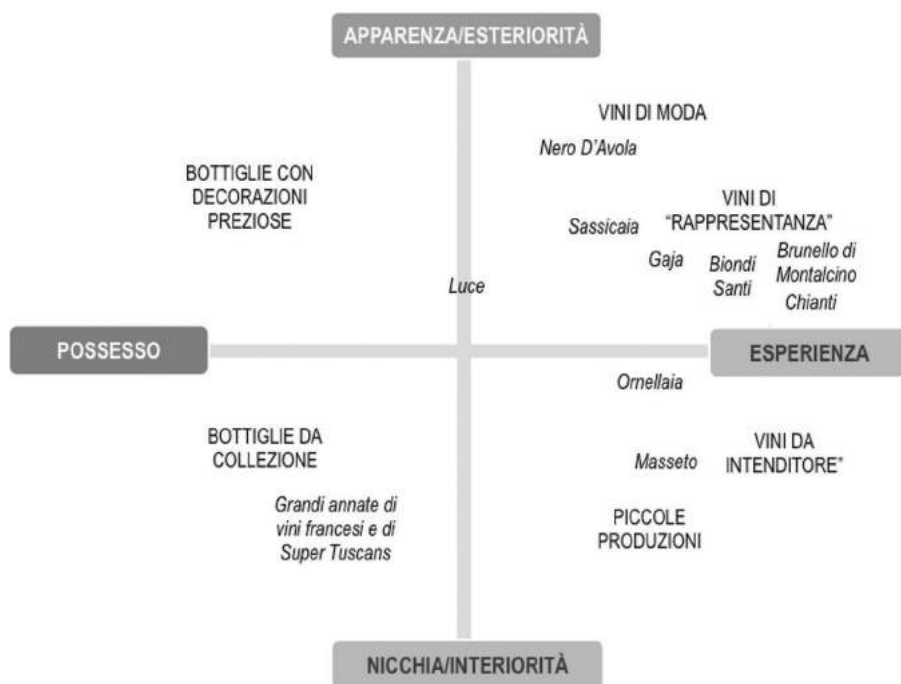 APPARENZA/ESTERIORITÀ
VINI DI MODA
Nero D'Avola
BOTTIGLIE CON
DECORAZIONI
PREZIOSE
VINI DI
“RAPPRESENTANZA”
Sassicaia
Gaja
Biondi
Santi
Brunello di
Montalcino
Chianti
Luce
POSSESSO
ESPERIENZA
Ornellaia
BOTTIGLIE DA
COLLEZIONE
Masseto
VINI DA
INTENDITORE”
Grandi annate di
vini francesi e di
Super Tuscans
PICCOLE
PRODUZIONI
NICCHIA/INTERIORITÀ